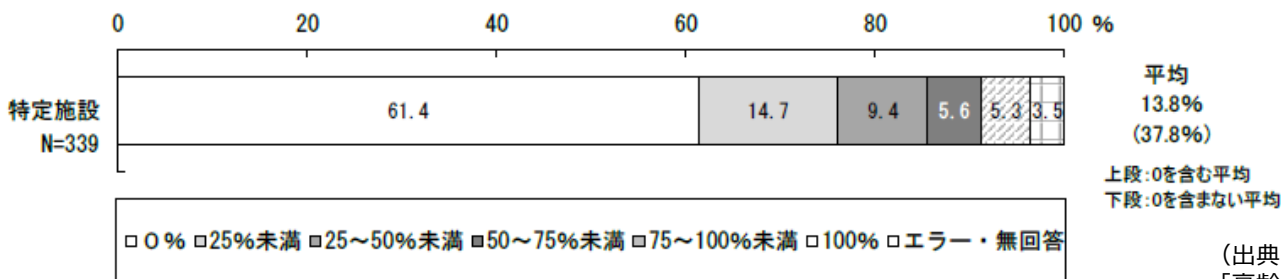 0 20 40 60 80 100 %
特定施設
N=339
61.4 14.7 9.4 5.6 5.3 3.5
平均
13.8%
(37.8%)
上段:0を含む平均
下段:0を含まない平均
□0% □25%未満 ■25～50%未満 ■50～75%未満 □75～100%未満 □100% □エラー・無回答
(出典